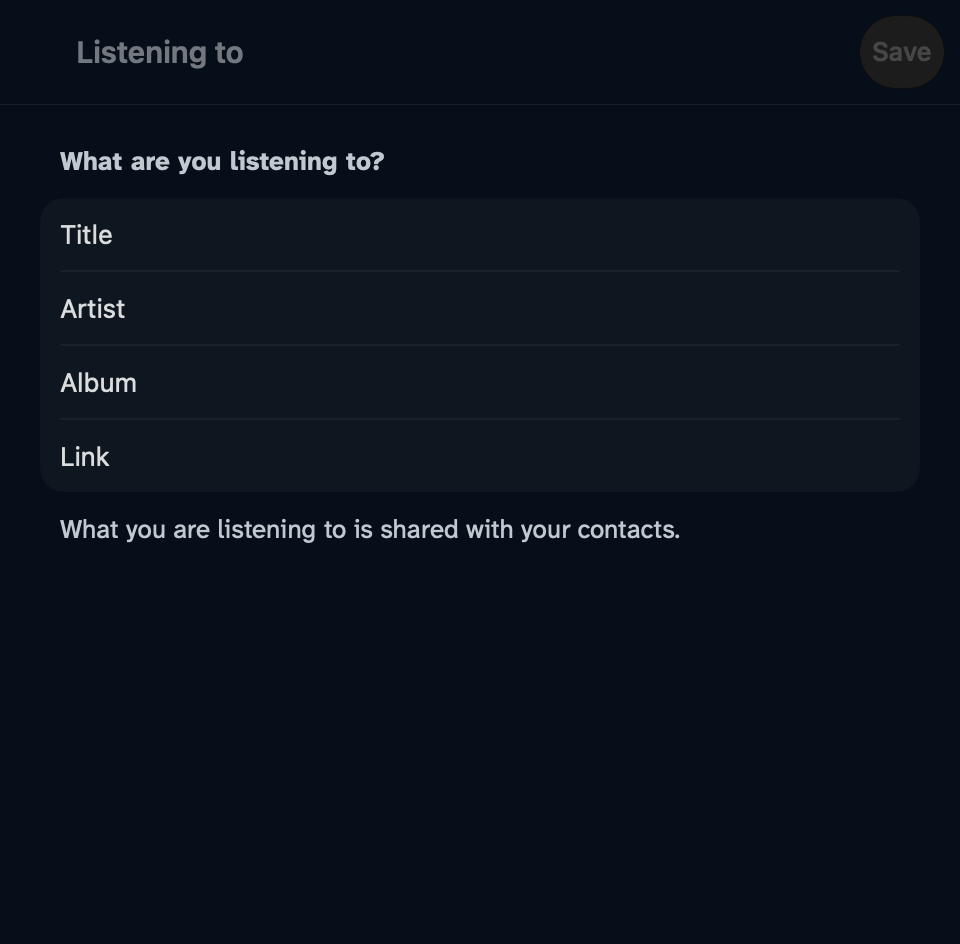 Listening to
Save
What are you listening to?
Title
Artist
Album
Link
What you are listening to is shared with your contacts.